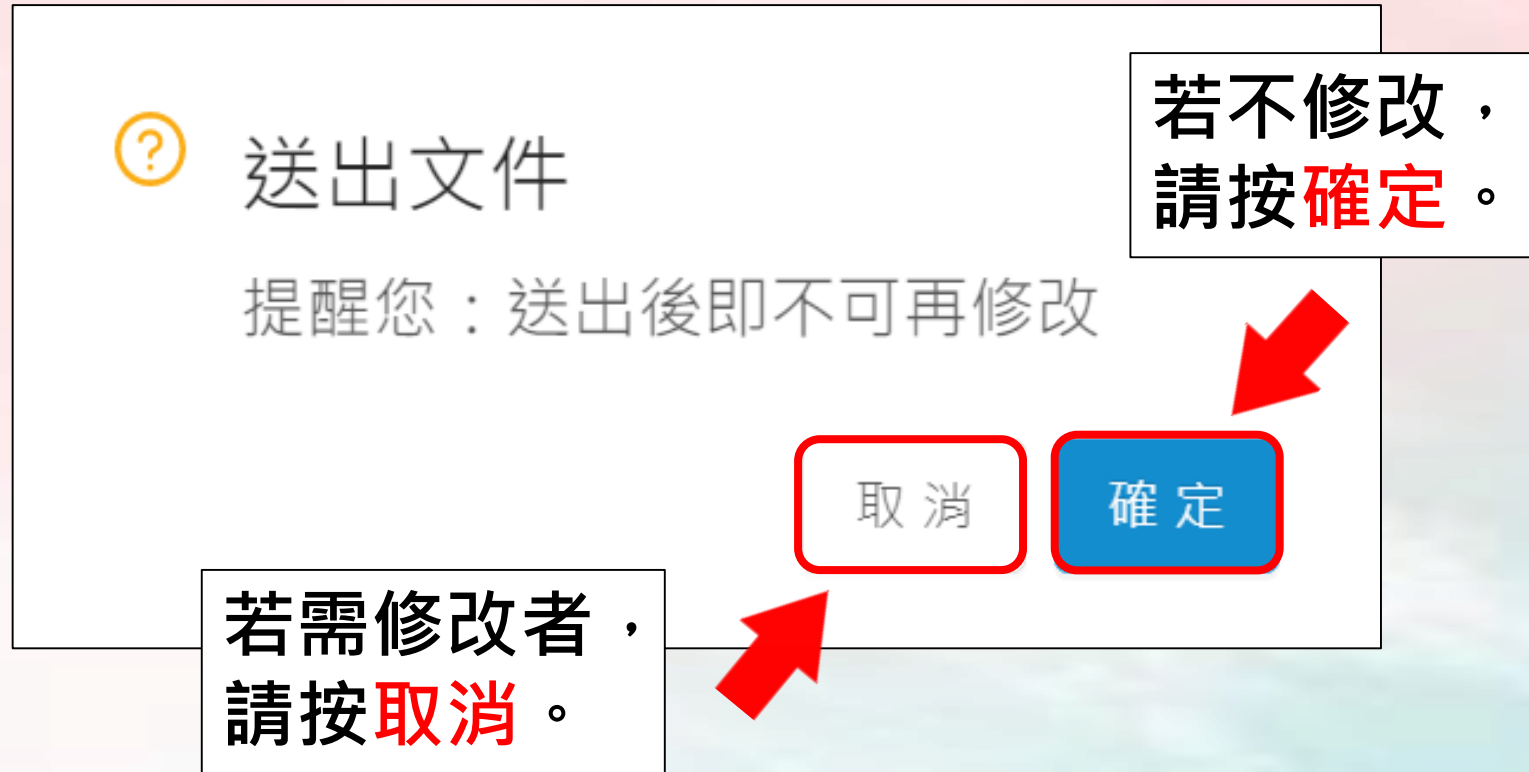 若不修改，
請按確定。
送出文件
提醒您：送出後即不可再修改
取消
確定
若需修改者，
請按取消。